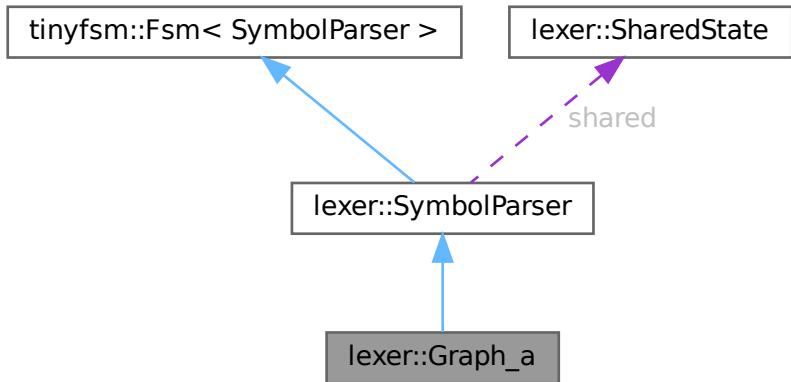 tinyfsm::Fsm< SymbolParser >
lexer::SharedState
shared
lexer::SymbolParser
lexer::Graph_a